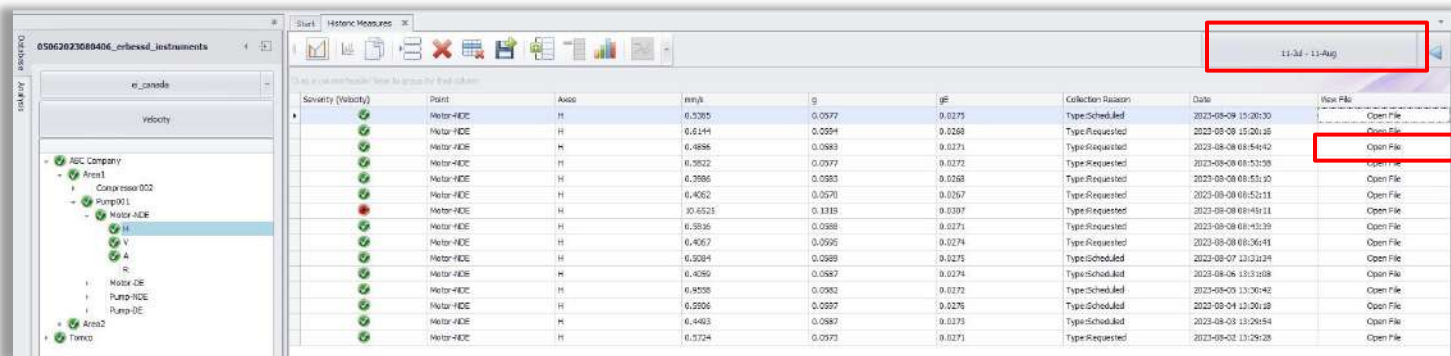 Start Historic Measures
05062023080406_erbessd_instruments
Database
Analysis
ei_canada
11-Jul - 11-Aug
Velocity
Severity (Velocity) Point Axes mm/s g gE Collection Reason Date View File
Motor-NDE H 0.5365 0.0577 0.0275 Type:Scheduled 2023-08-09 15:20:30 Open File
Motor-NDE H 0.6144 0.0594 0.0268 Type:Requested 2023-08-08 15:20:16 Open File
Motor-NDE H 0.4656 0.0583 0.0271 Type:Requested 2023-08-08 08:54:42 Open File
Motor-NDE H 0.5822 0.0577 0.0272 Type:Requested 2023-08-08 08:53:58 Open File
Motor-NDE H 0.3986 0.0583 0.0268 Type:Requested 2023-08-08 08:53:10 Open File
Motor-NDE H 0.4062 0.0570 0.0267 Type:Requested 2023-08-08 08:52:11 Open File
Motor-NDE H 10.6525 0.1319 0.0307 Type:Requested 2023-08-08 08:45:11 Open File
Motor-NDE H 0.5816 0.0588 0.0271 Type:Requested 2023-08-08 08:43:39 Open File
Motor-NDE H 0.4067 0.0595 0.0274 Type:Requested 2023-08-08 08:36:41 Open File
Motor-NDE H 0.5084 0.0589 0.0275 Type:Scheduled 2023-08-07 13:31:34 Open File
Motor-NDE H 0.4059 0.0587 0.0274 Type:Scheduled 2023-08-06 13:31:08 Open File
Motor-NDE H 0.9558 0.0582 0.0272 Type:Scheduled 2023-08-05 13:30:42 Open File
Motor-NDE H 0.5906 0.0597 0.0276 Type:Scheduled 2023-08-04 13:30:18 Open File
Motor-NDE H 0.4493 0.0587 0.0273 Type:Scheduled 2023-08-03 13:29:54 Open File
Motor-NDE H 0.5724 0.0573 0.0271 Type:Requested 2023-08-02 13:29:28 Open File
ABC Company
Area1
Compressor002
Pump001
Motor-NDE
H
V
A
R
Motor-DE
Pump-NDE
Pump-DE
Area2
Tomco